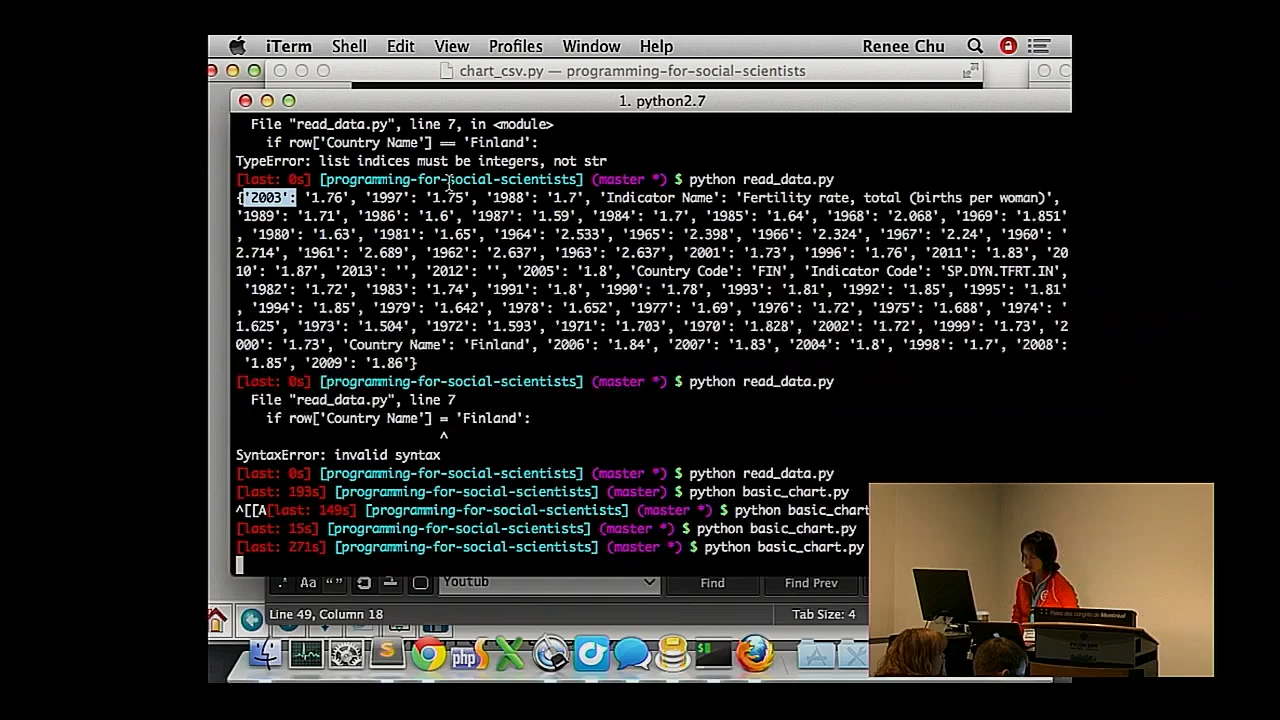 iTerm Shell Edit View Profiles Window Help Renee Chu
chart_csv.py — programming-for-social-scientists
1. python2.7
File "read_data.py", line 7, in <module>
if row['Country Name'] == 'Finland':
TypeError: list indices must be integers, not str
[last: 0s] [programming-for-social-scientists] (master *) $ python read_data.py
{'2003': '1.76', '1997': '1.75', '1988': '1.7', 'Indicator Name': 'Fertility rate, total (births per woman)',
'1989': '1.71', '1986': '1.6', '1987': '1.59', '1984': '1.7', '1985': '1.64', '1968': '2.068', '1969': '1.851'
, '1980': '1.63', '1981': '1.65', '1964': '2.533', '1965': '2.398', '1966': '2.324', '1967': '2.24', '1960': '
2.714', '1961': '2.689', '1962': '2.637', '1963': '2.637', '2001': '1.73', '1996': '1.76', '2011': '1.83', '20
10': '1.87', '2013': '', '2012': '', '2005': '1.8', 'Country Code': 'FIN', 'Indicator Code': 'SP.DYN.TFRT.IN',
'1982': '1.72', '1983': '1.74', '1991': '1.8', '1990': '1.78', '1993': '1.81', '1992': '1.85', '1995': '1.81'
, '1994': '1.85', '1979': '1.642', '1978': '1.652', '1977': '1.69', '1976': '1.72', '1975': '1.688', '1974': '
1.625', '1973': '1.504', '1972': '1.593', '1971': '1.703', '1970': '1.828', '2002': '1.72', '1999': '1.73', '2
000': '1.73', 'Country Name': 'Finland', '2006': '1.84', '2007': '1.83', '2004': '1.8', '1998': '1.7', '2008':
'1.85', '2009': '1.86'}
[last: 0s] [programming-for-social-scientists] (master *) $ python read_data.py
File "read_data.py", line 7
if row['Country Name'] = 'Finland':
^
SyntaxError: invalid syntax
[last: 0s] [programming-for-social-scientists] (master *) $ python read_data.py
[last: 193s] [programming-for-social-scientists] (master) $ python basic_chart.py
^[[A[last: 149s] [programming-for-social-scientists] (master *) $ python basic_chart
[last: 15s] [programming-for-social-scientists] (master *) $ python basic_chart.py
[last: 271s] [programming-for-social-scientists] (master *) $ python basic_chart.py
.* Aa “” Youtub Find Find Prev
Line 49, Column 18 Tab Size: 4
php
Palais des congrès de Montréal